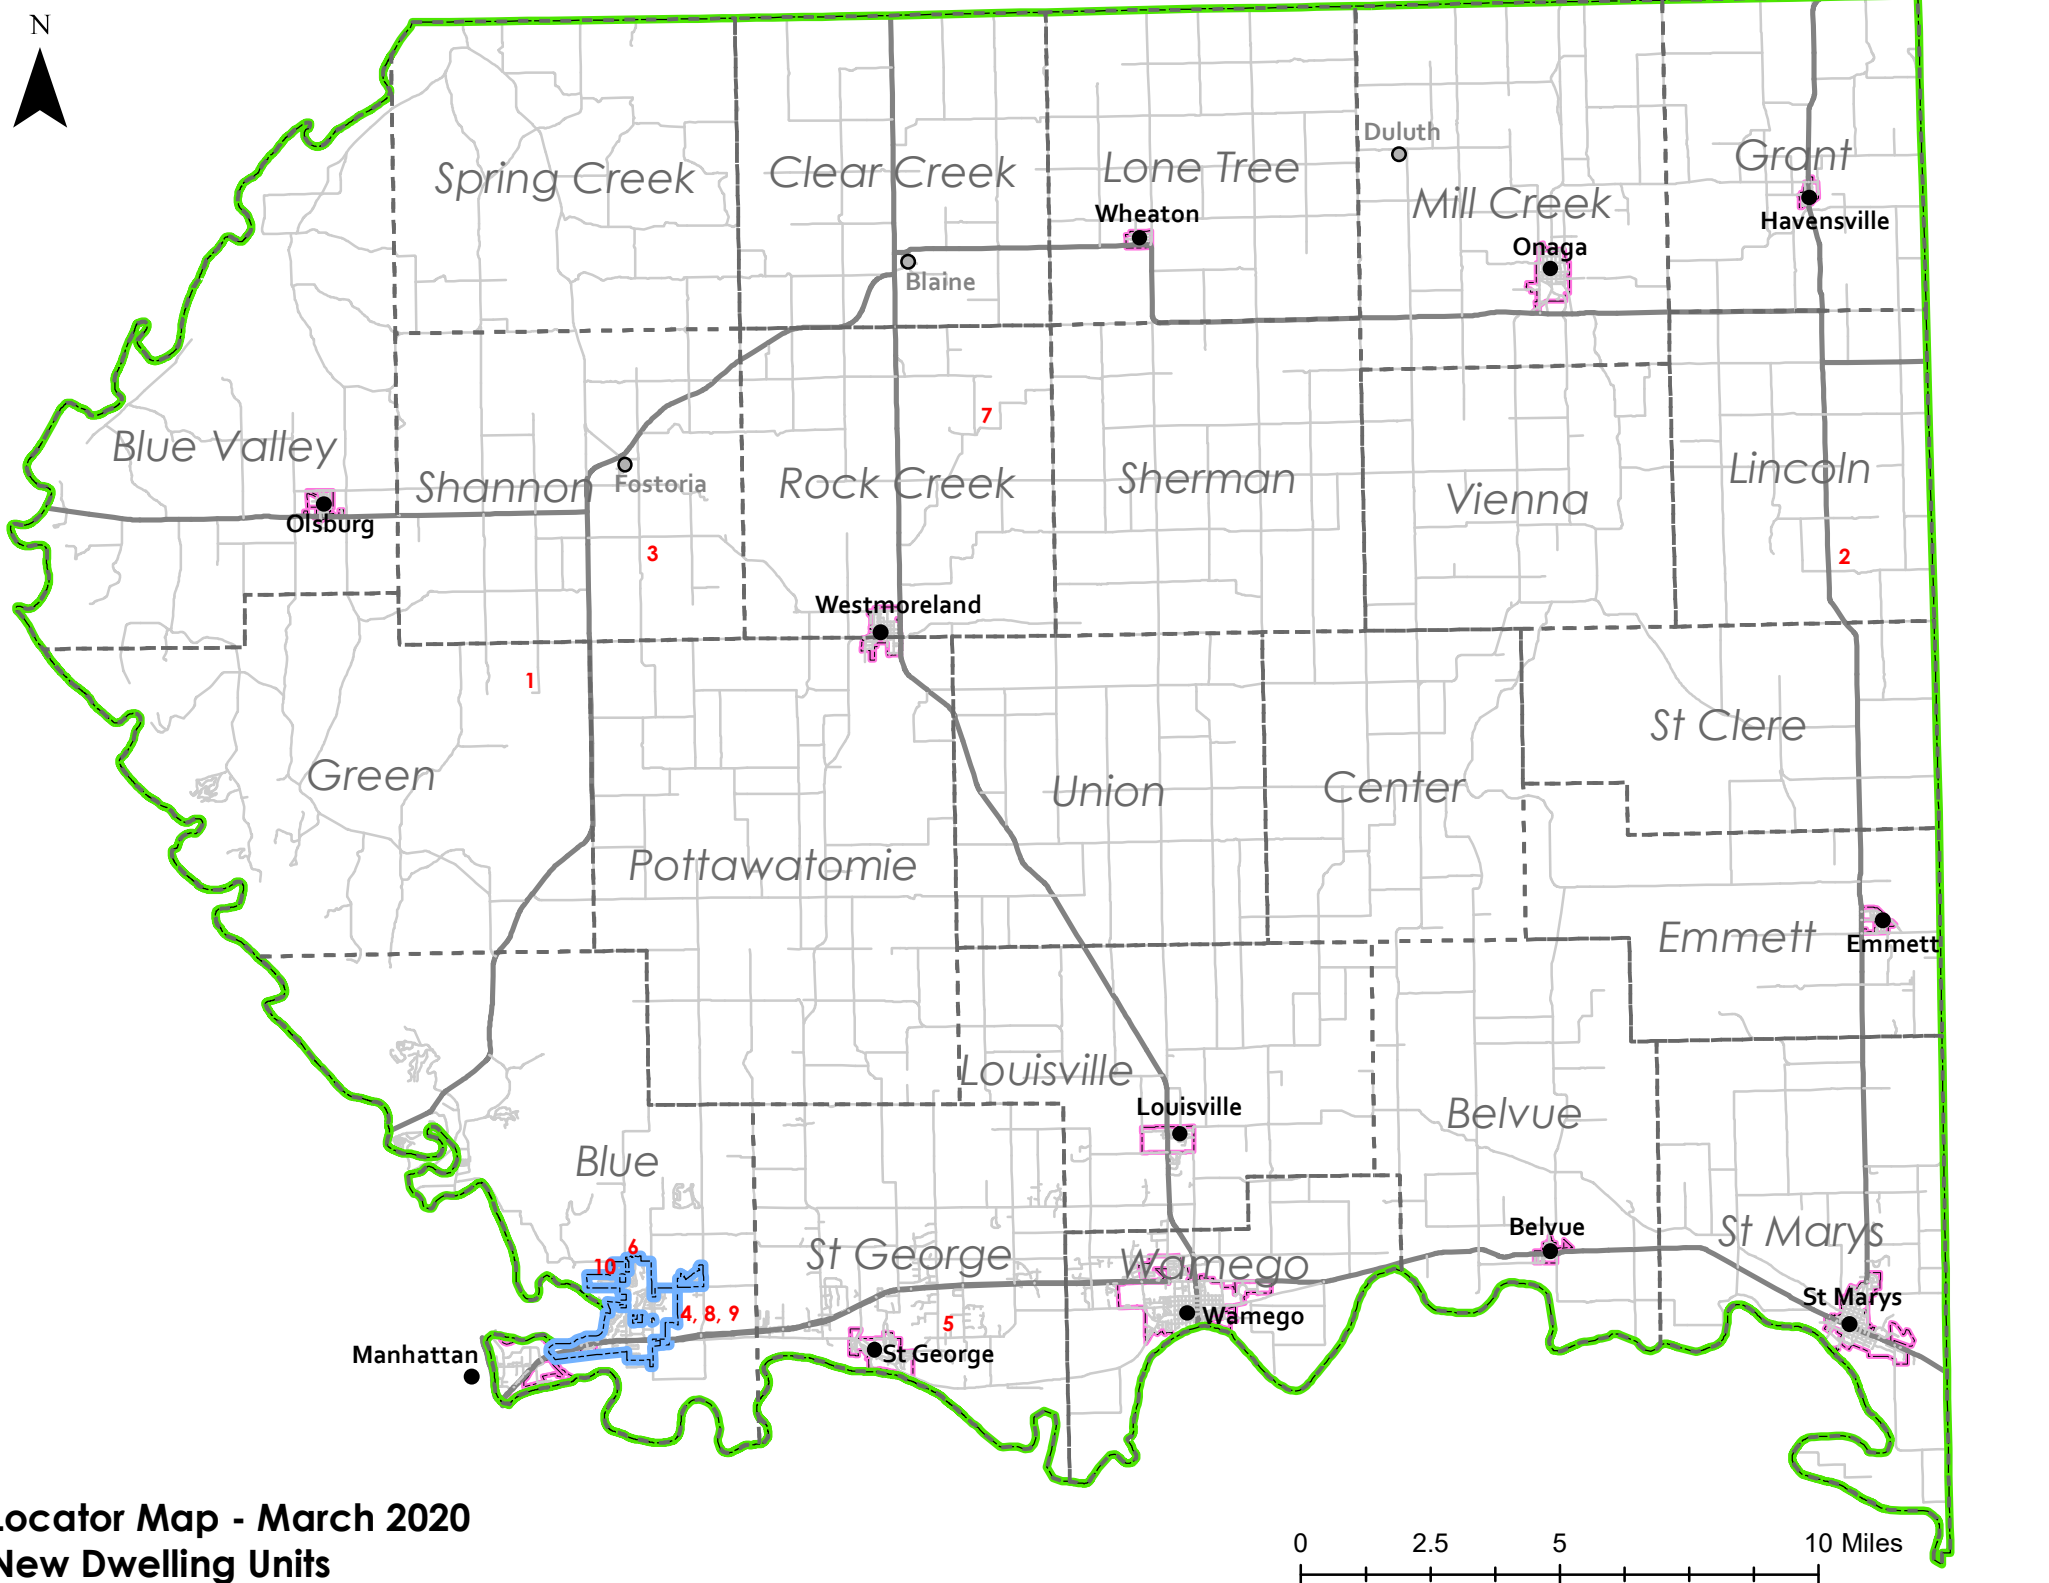 N
Duluth
Grant
Spring Creek
Clear Creek
Lone Tree
Mill Creek
Wheaton
Havensville
Onaga
Blaine
7
Blue Valley
Shannon
Fostoria
Rock Creek
Sherman
Vienna
Lincoln
Olsburg
3
2
Westmoreland
1
St Clere
Green
Union
Center
Pottawatomie
Emmett
Emmett
Louisville
Louisville
Belvue
Blue
Belvue
St Marys
6
10
St George
Wamego
St Marys
4, 8, 9
5
Wamego
Manhattan
St George
Locator Map - March 2020
New Dwelling Units
0 2.5 5 10 Miles